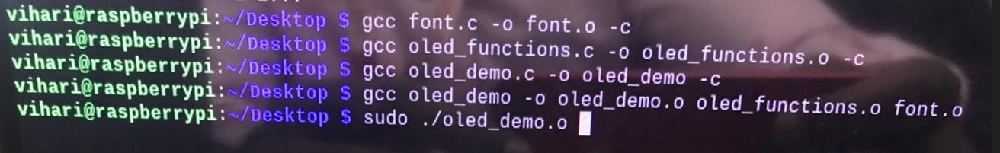 vihari@raspberrypi:~/Desktop $ gcc font.c -o font.o -c
vihari@raspberrypi:~/Desktop $ gcc oled_functions.c -o oled_functions.o -c
vihari@raspberrypi:~/Desktop $ gcc oled_demo.c -o oled_demo -c
vihari@raspberrypi:~/Desktop $ gcc oled_demo -o oled_demo.o oled_functions.o font.o
vihari@raspberrypi:~/Desktop $ sudo ./oled_demo.o